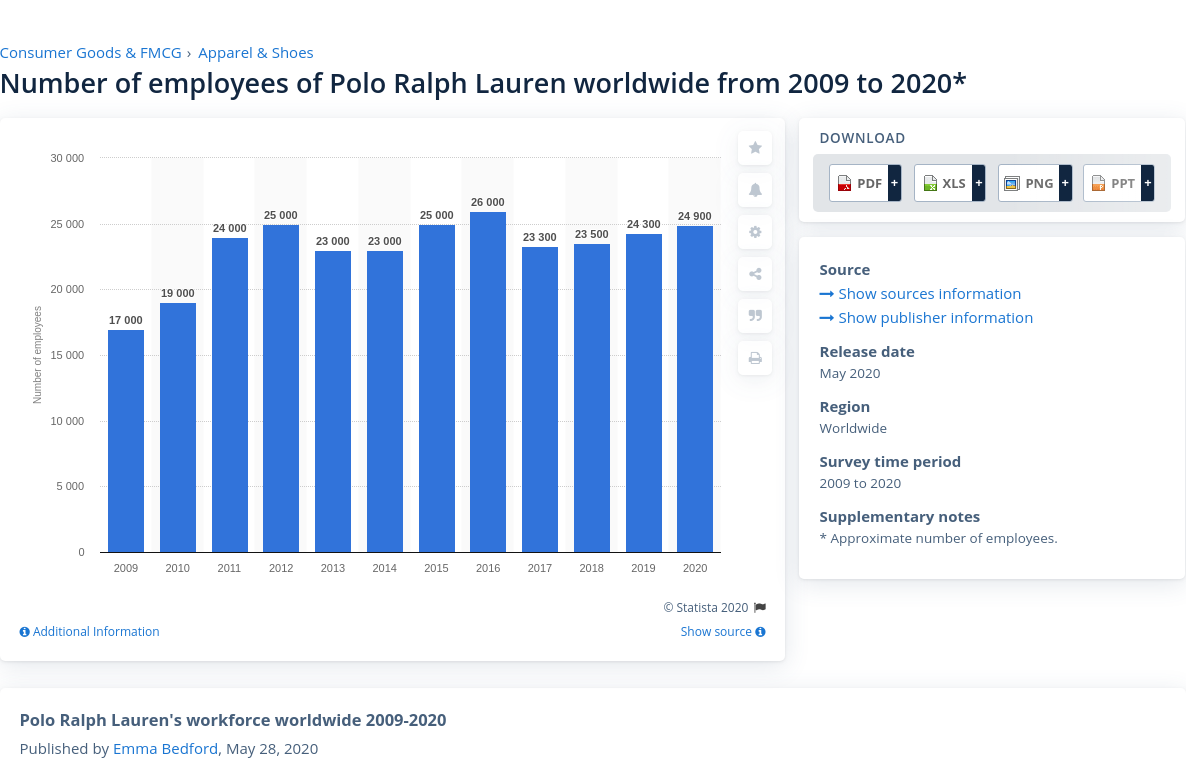 Consumer Goods & FMCG › Apparel & Shoes
Number of employees of Polo Ralph Lauren worldwide from 2009 to 2020*
30 000
25 000
20 000
15 000
10 000
5 000
0
Number of employees
17 000
19 000
24 000
25 000
23 000
23 000
25 000
26 000
23 300
23 500
24 300
24 900
2009 2010 2011 2012 2013 2014 2015 2016 2017 2018 2019 2020
© Statista 2020
Additional Information
Show source
DOWNLOAD
PDF + XLS + PNG + PPT +
Source
Show sources information
Show publisher information
Release date
May 2020
Region
Worldwide
Survey time period
2009 to 2020
Supplementary notes
* Approximate number of employees.
Polo Ralph Lauren's workforce worldwide 2009-2020
Published by Emma Bedford, May 28, 2020